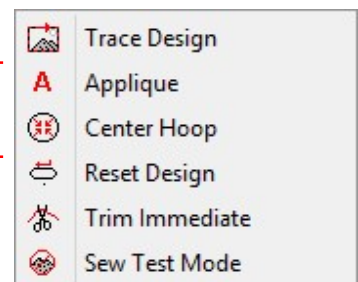 Trace Design
A Applique
Center Hoop
Reset Design
Trim Immediate
Sew Test Mode